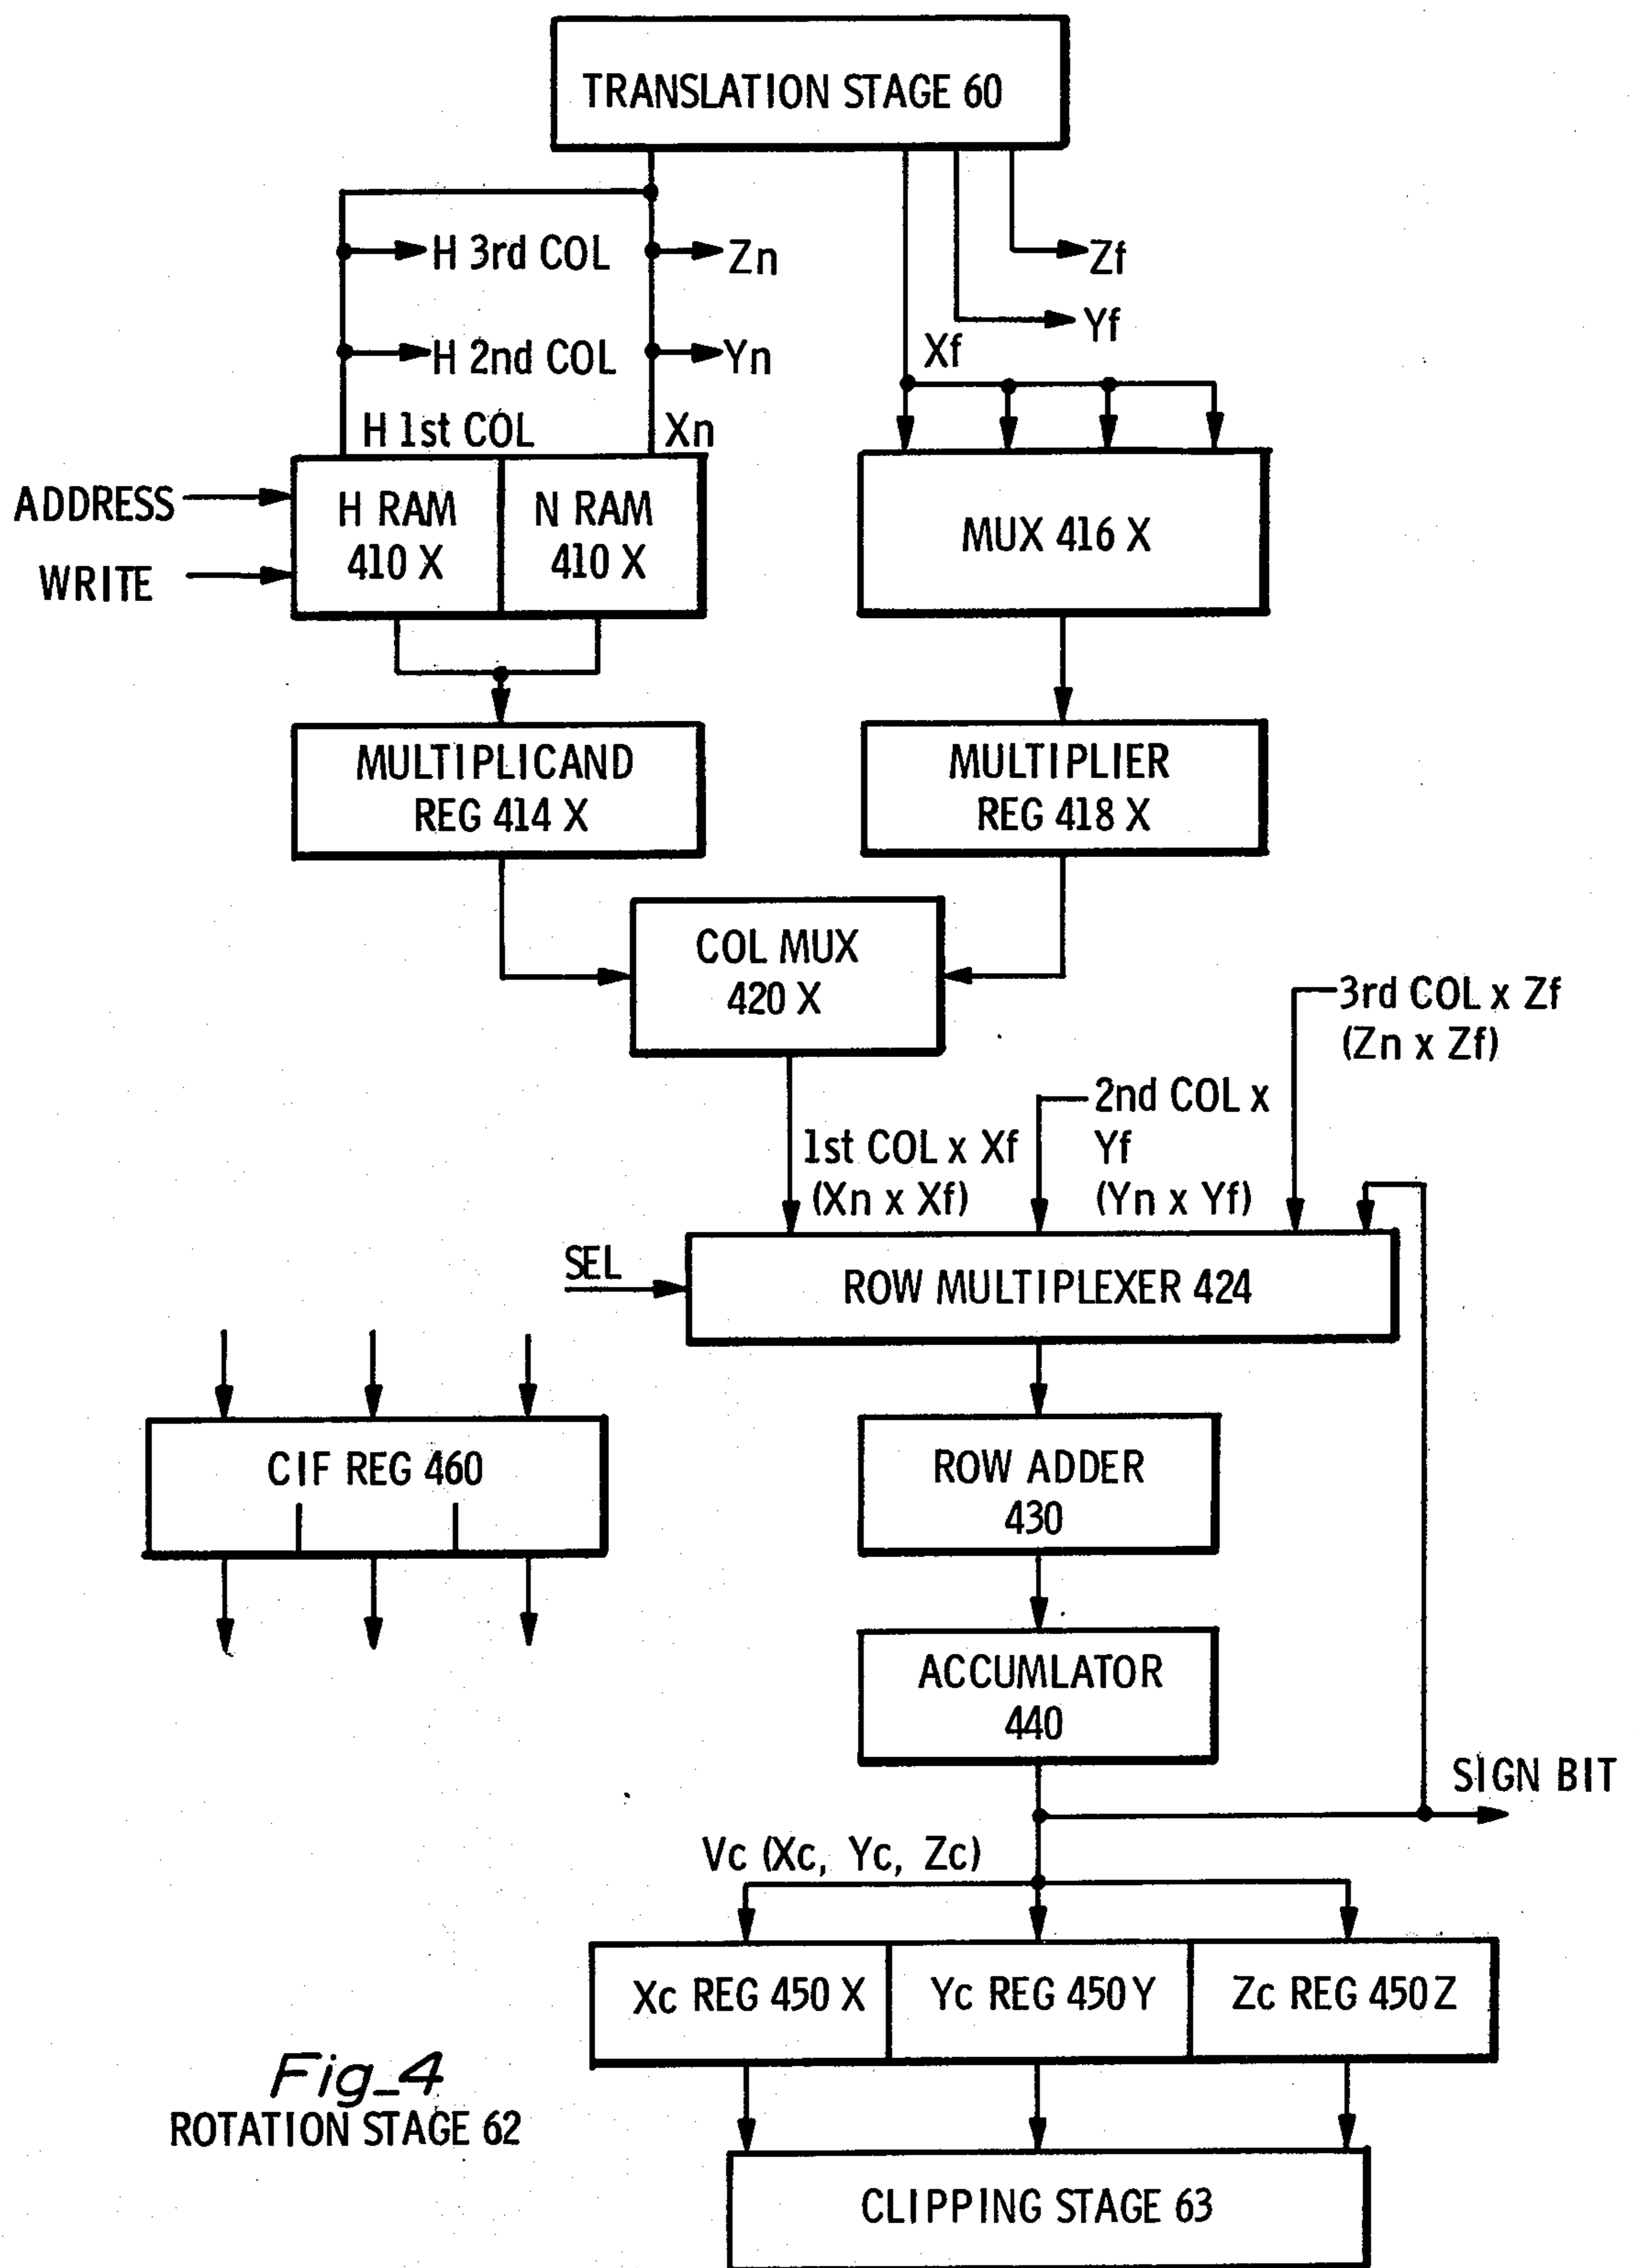 TRANSLATION STAGE 60
H 3rd COL
Zn
Zf
Yf
H 2nd COL
Yn
Xf
H 1st COL
Xn
ADDRESS
WRITE
H RAM
410 X
N RAM
410 X
MUX 416 X
MULTIPLICAND
REG 414 X
MULTIPLIER
REG 418 X
COL MUX
420 X
3rd COL x Zf
(Zn x Zf)
2nd COL x
Yf
(Yn x Yf)
1st COL x Xf
(Xn x Xf)
SEL
ROW MULTIPLEXER 424
CIF REG 460
ROW ADDER
430
ACCUMLATOR
440
SIGN BIT
Vc (Xc, Yc, Zc)
Xc REG 450 X
Yc REG 450 Y
Zc REG 450 Z
Fig_4
ROTATION STAGE 62
CLIPPING STAGE 63